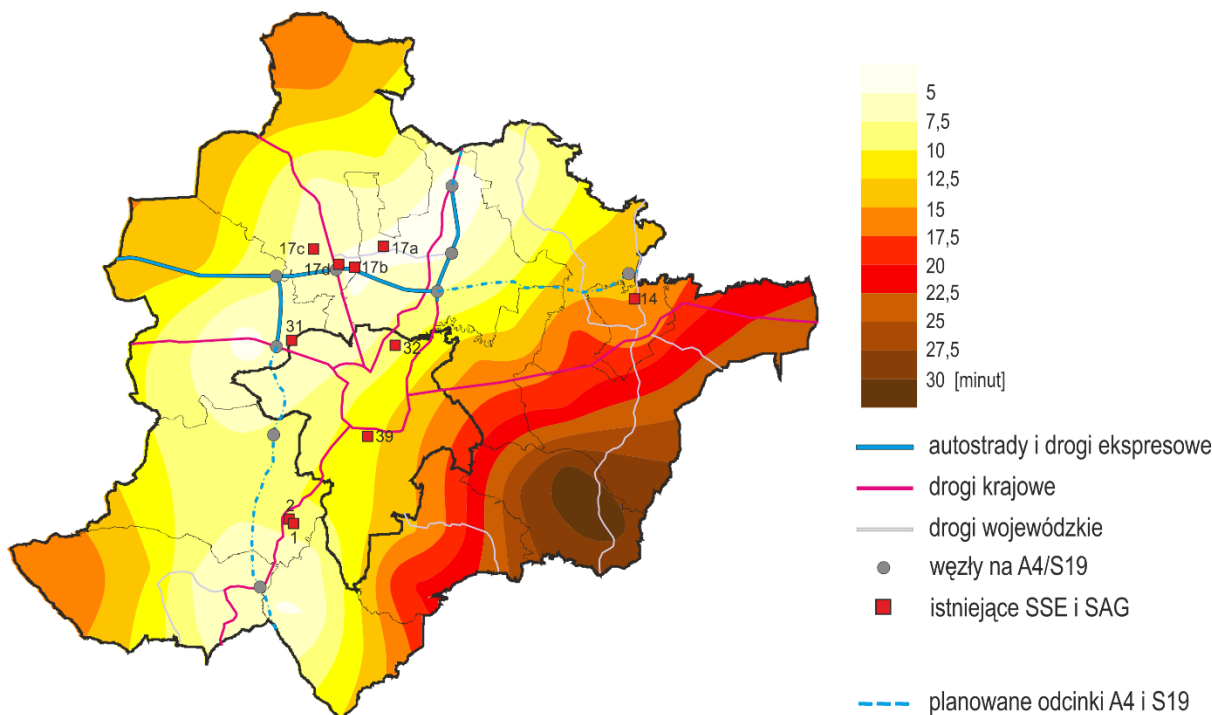 17c
17a
17d
17b
14
31
32
39
2
1
5
7,5
10
12,5
15
17,5
20
22,5
25
27,5
30 [minut]
autostrady i drogi ekspresowe
drogi krajowe
drogi wojewódzkie
węzły na A4/S19
istniejące SSE i SAG
planowane odcinki A4 i S19